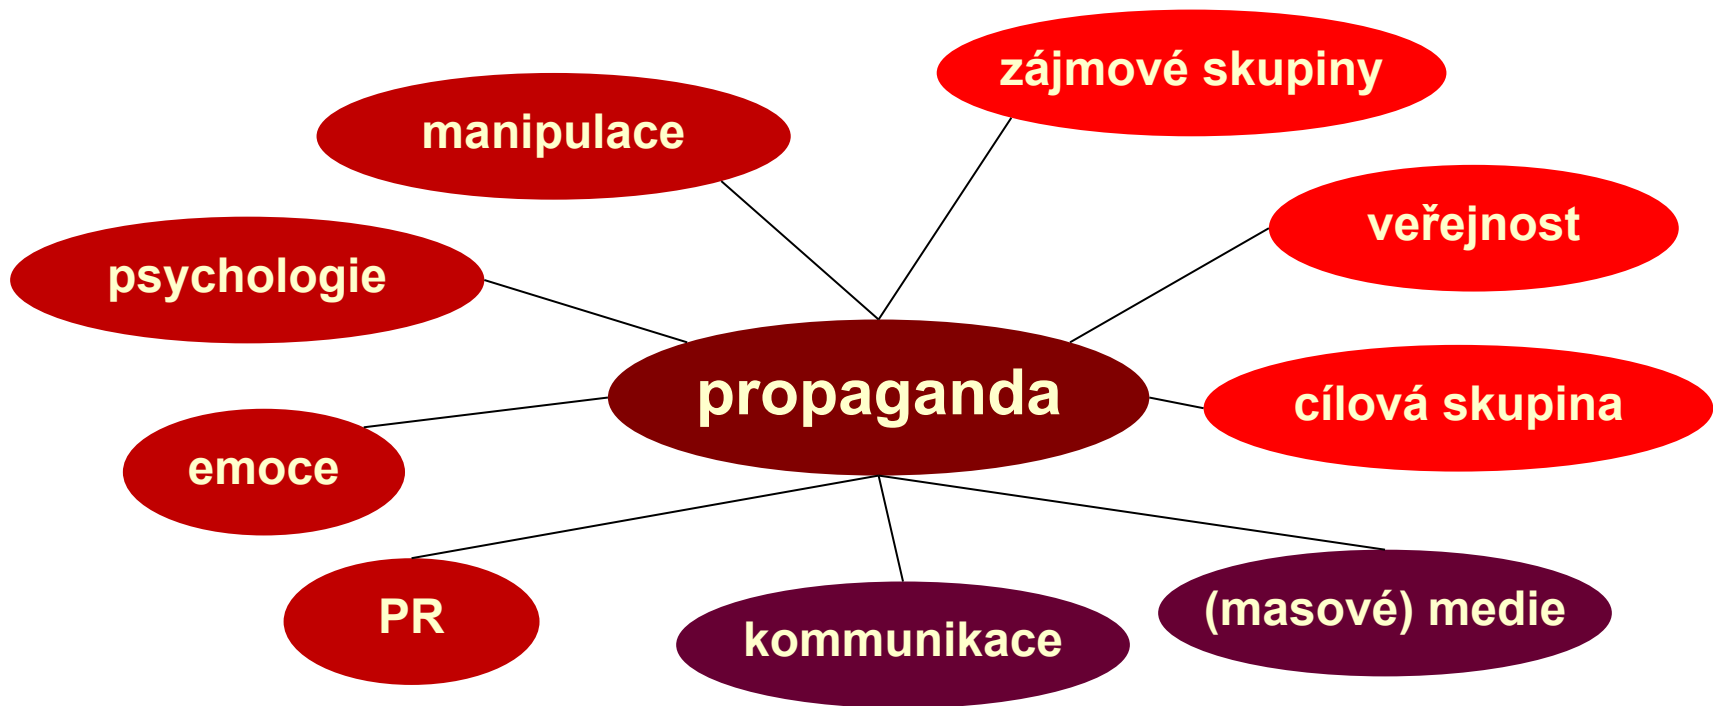 zájmové skupiny
manipulace
veřejnost
psychologie
propaganda
cílová skupina
emoce
PR
kommunikace
(masové) medie